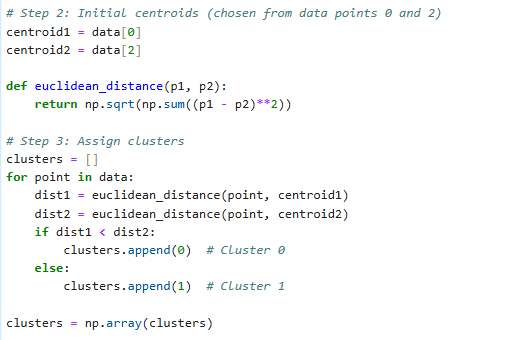 # Step 2: Initial centroids (chosen from data points 0 and 2)
centroid1 = data[0]
centroid2 = data[2]

def euclidean_distance(p1, p2):
    return np.sqrt(np.sum((p1 - p2)**2))

# Step 3: Assign clusters
clusters = []
for point in data:
    dist1 = euclidean_distance(point, centroid1)
    dist2 = euclidean_distance(point, centroid2)
    if dist1 < dist2:
        clusters.append(0)  # Cluster 0
    else:
        clusters.append(1)  # Cluster 1

clusters = np.array(clusters)